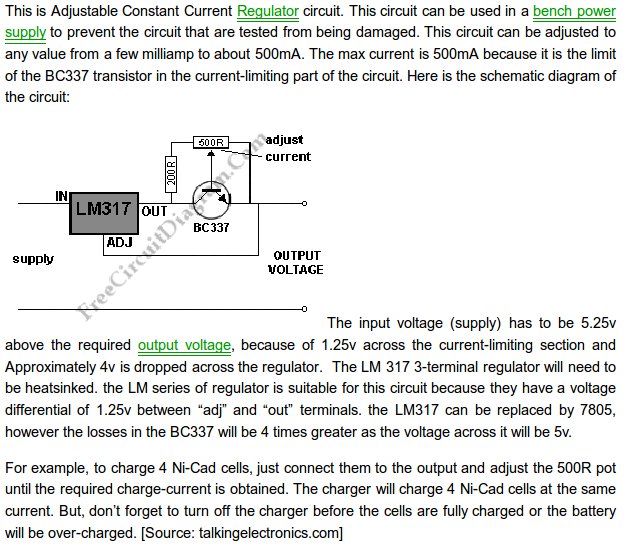 This is Adjustable Constant Current Regulator circuit. This circuit can be used in a bench power
supply to prevent the circuit that are tested from being damaged. This circuit can be adjusted to
any value from a few milliamp to about 500mA. The max current is 500mA because it is the limit
of the BC337 transistor in the current-limiting part of the circuit. Here is the schematic diagram of
the circuit:
500R
adjust
current
200R
IN
LM317
OUT
BC337
ADJ
supply
OUTPUT
VOLTAGE
FreeCircuitDiagram.Com
The input voltage (supply) has to be 5.25v
above the required output voltage, because of 1.25v across the current-limiting section and
Approximately 4v is dropped across the regulator. The LM 317 3-terminal regulator will need to
be heatsinked. the LM series of regulator is suitable for this circuit because they have a voltage
differential of 1.25v between “adj” and “out” terminals. the LM317 can be replaced by 7805,
however the losses in the BC337 will be 4 times greater as the voltage across it will be 5v.
For example, to charge 4 Ni-Cad cells, just connect them to the output and adjust the 500R pot
until the required charge-current is obtained. The charger will charge 4 Ni-Cad cells at the same
current. But, don’t forget to turn off the charger before the cells are fully charged or the battery
will be over-charged. [Source: talkingelectronics.com]